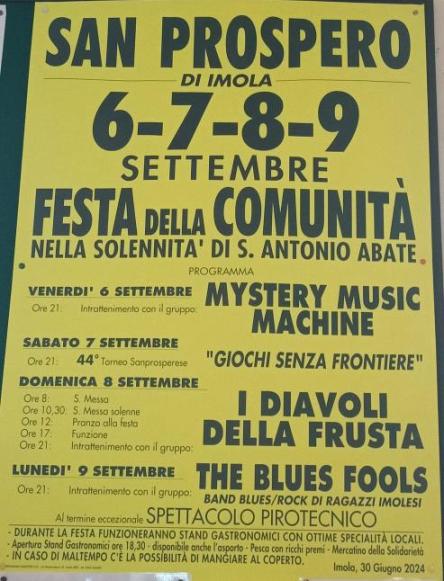 SAN PROSPERO
DI IMOLA
6-7-8-9
SETTEMBRE
FESTA DELLA COMUNITÀ
NELLA SOLENNITA' DI S. ANTONIO ABATE
PROGRAMMA
VENERDI' 6 SETTEMBRE
Ore 21: Intrattenimento con il gruppo:
MYSTERY MUSIC
MACHINE
SABATO 7 SETTEMBRE
Ore 21: 44° Torneo Sanprosperese
"GIOCHI SENZA FRONTIERE"
DOMENICA 8 SETTEMBRE
Ore 8: S. Messa
Ore 10,30: S. Messa solenne
Ore 12: Pranzo alla festa
Ore 17: Funzione
Ore 21: Intrattenimento con il gruppo:
I DIAVOLI
DELLA FRUSTA
LUNEDI' 9 SETTEMBRE
Ore 21: Intrattenimento con il gruppo:
THE BLUES FOOLS
BAND BLUES/ROCK DI RAGAZZI IMOLESI
Al termine eccezionale SPETTACOLO PIROTECNICO
- DURANTE LA FESTA FUNZIONERANNO STAND GASTRONOMICI CON OTTIME SPECIALITÀ LOCALI.
- Apertura Stand Gastronomici ore 18,30 - disponibile anche l'asporto - Pesca con ricchi premi - Mercatino della Solidarietà
- IN CASO DI MALTEMPO C'È LA POSSIBILITÀ DI MANGIARE AL COPERTO.
Imola, 30 Giugno 2024